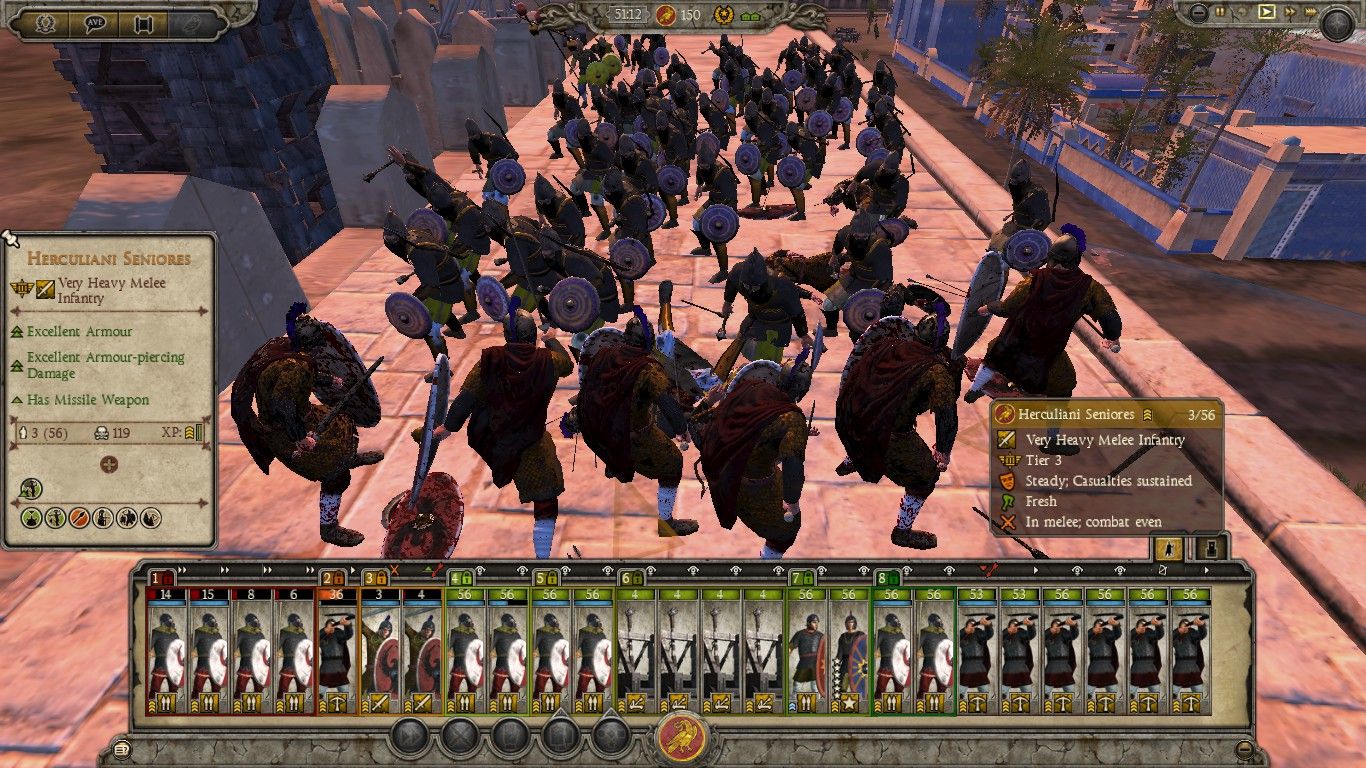 AVE
51:12
150
Herculiani Seniores
Very Heavy Melee
Infantry
Excellent Armour
Excellent Armour-piercing
Damage
Has Missile Weapon
3 (56)
119
XP:
Herculiani Seniores
3/56
Very Heavy Melee Infantry
III
Tier 3
Steady; Casualties sustained
Fresh
In melee; combat even
1 2 3 4 5 6 7 8
14 15 8 6 36 3 4 56 56 56 56 4 4 4 4 56 56 56 56 53 53 56 56 56 56